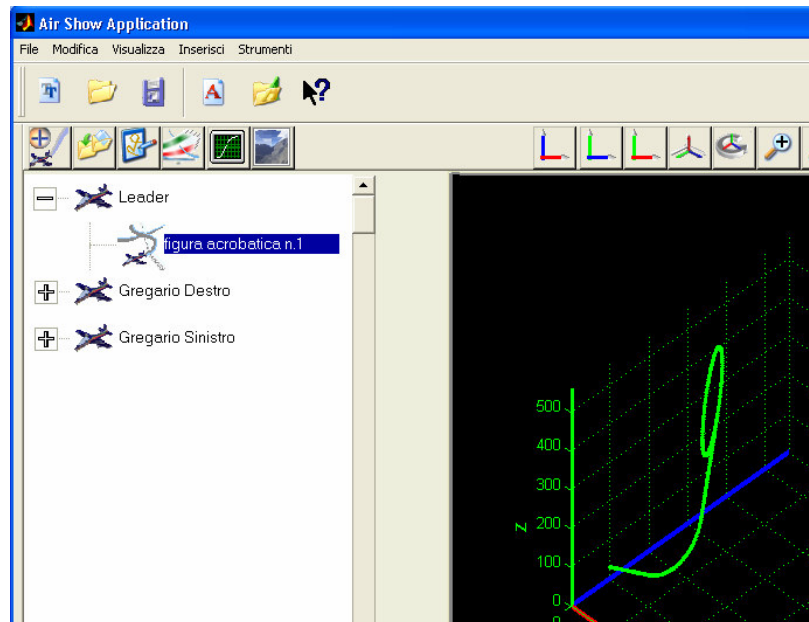 Air Show Application
File Modifica Visualizza Inserisci Strumenti
Leader
figura acrobatica n.1
Gregario Destro
Gregario Sinistro
500
400
300
200
100
0
0
Z